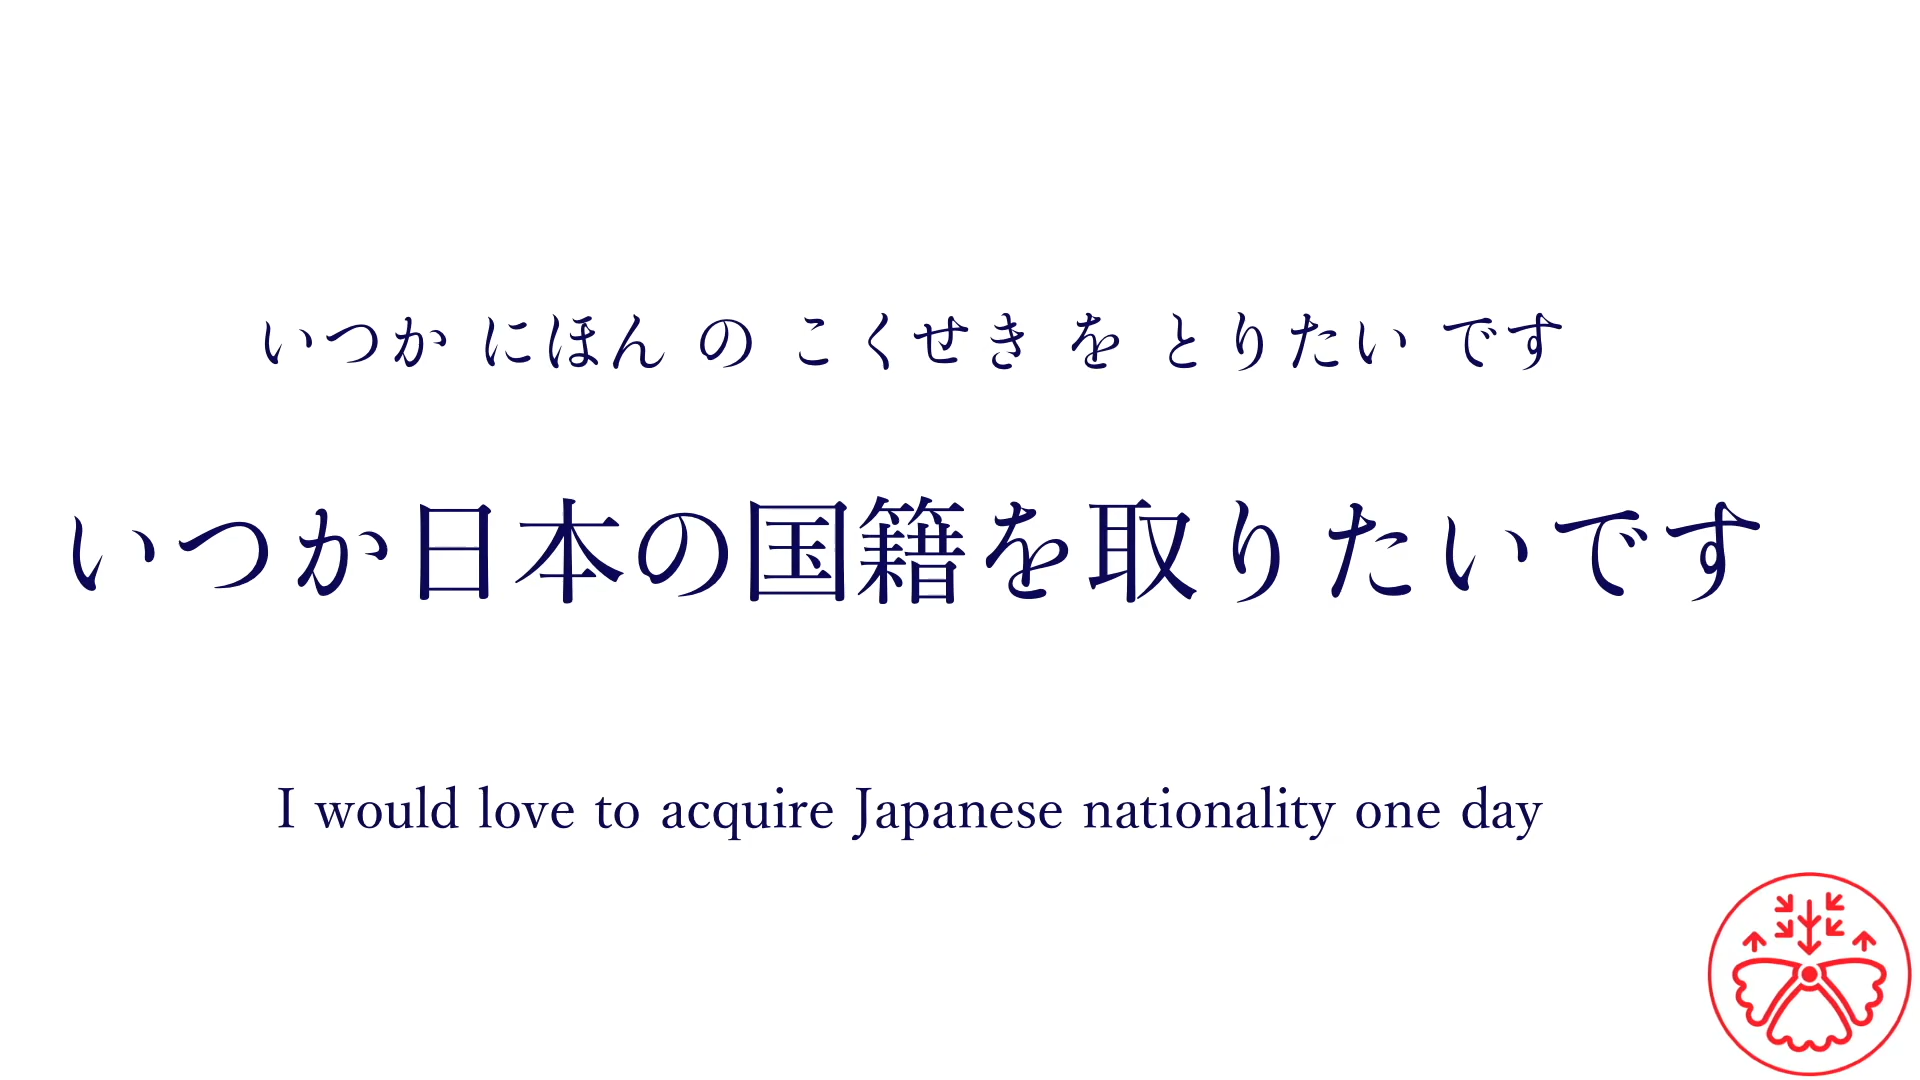 いつか にほん の こくせき を とりたい です
いつか日本の国籍を取りたいです
I would love to acquire Japanese nationality one day